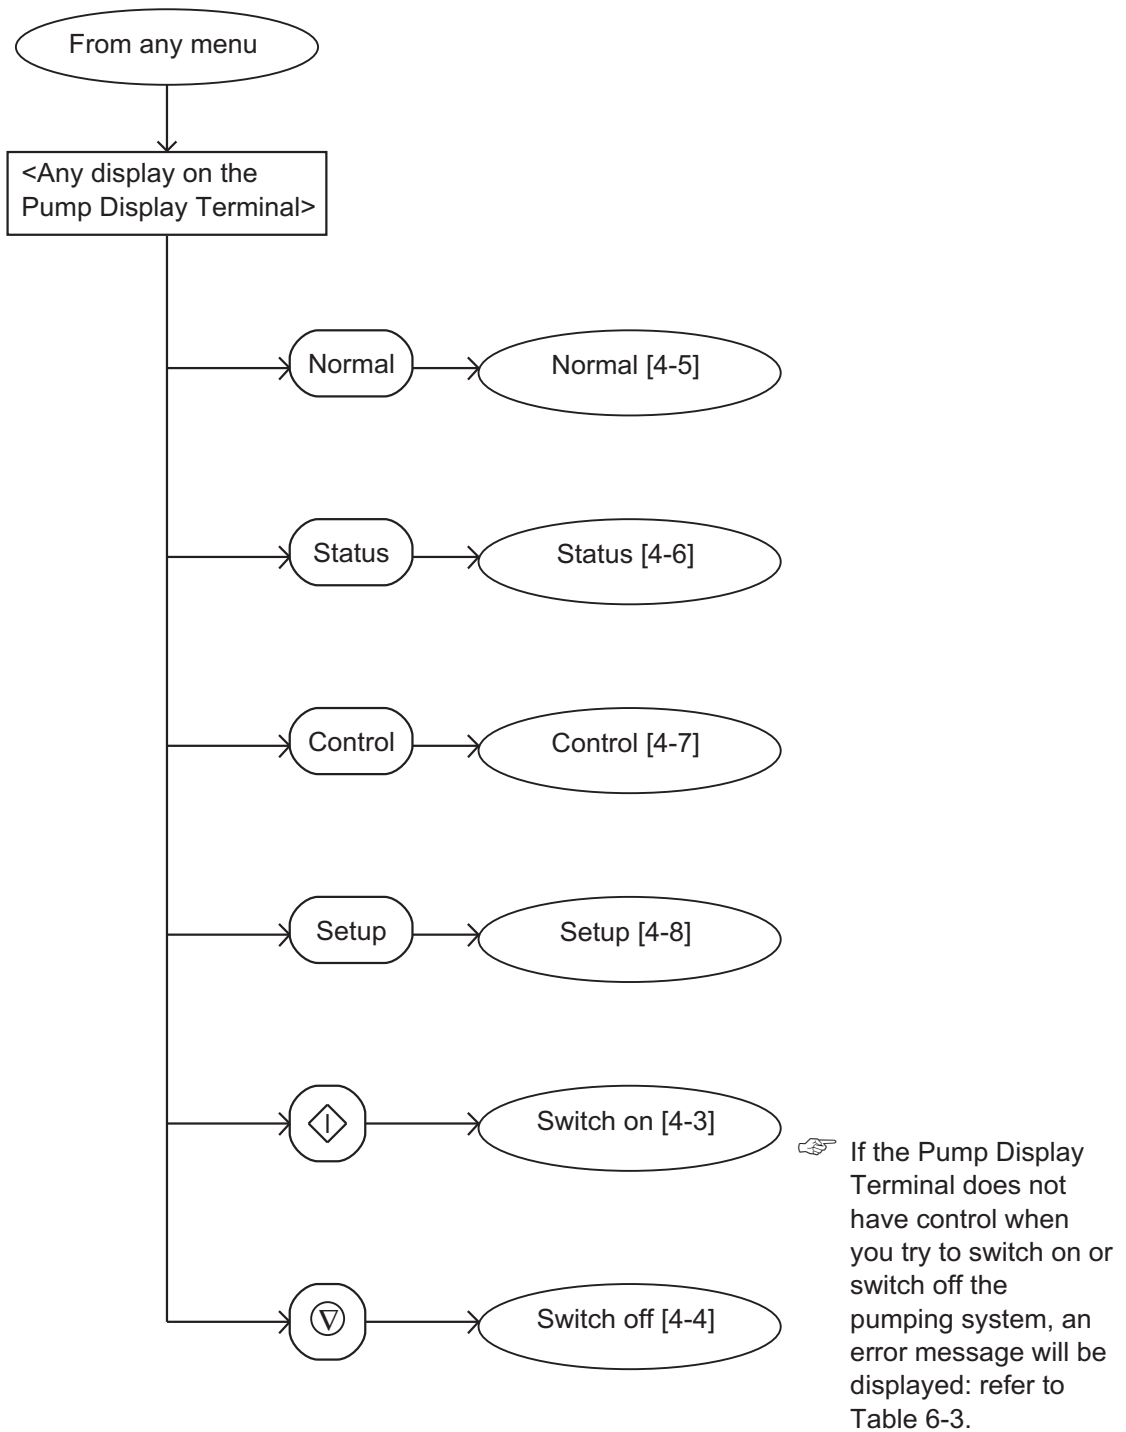 From any menu
<Any display on the
Pump Display Terminal>
Normal
Normal [4-5]
Status
Status [4-6]
Control
Control [4-7]
Setup
Setup [4-8]
Switch on [4-3]
Switch off [4-4]
☞ If the Pump Display
Terminal does not
have control when
you try to switch on or
switch off the
pumping system, an
error message will be
displayed: refer to
Table 6-3.